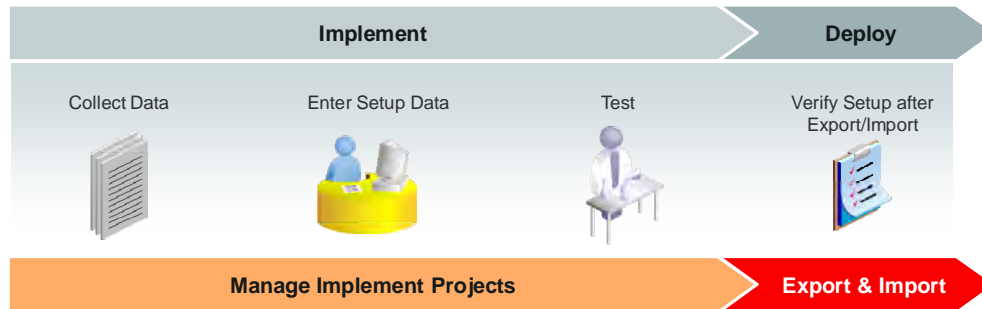 Implement
Deploy
Collect Data
Enter Setup Data
Test
Verify Setup after
Export/Import
Manage Implement Projects
Export & Import